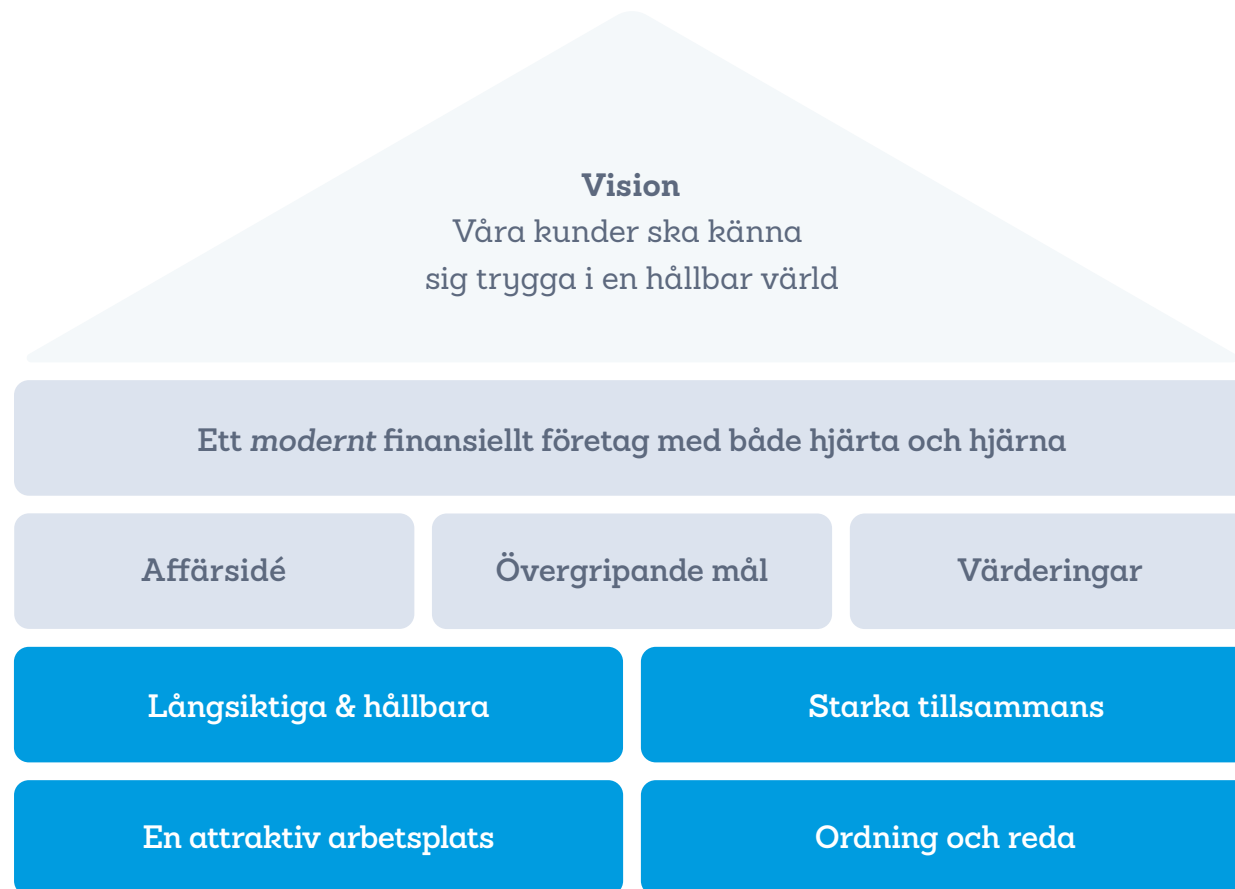 Vision
Våra kunder ska känna
sig trygga i en hållbar värld
Ett modernt finansiellt företag med både hjärta och hjärna
Affärsidé
Övergripande mål
Värderingar
Långsiktiga & hållbara
Starka tillsammans
En attraktiv arbetsplats
Ordning och reda